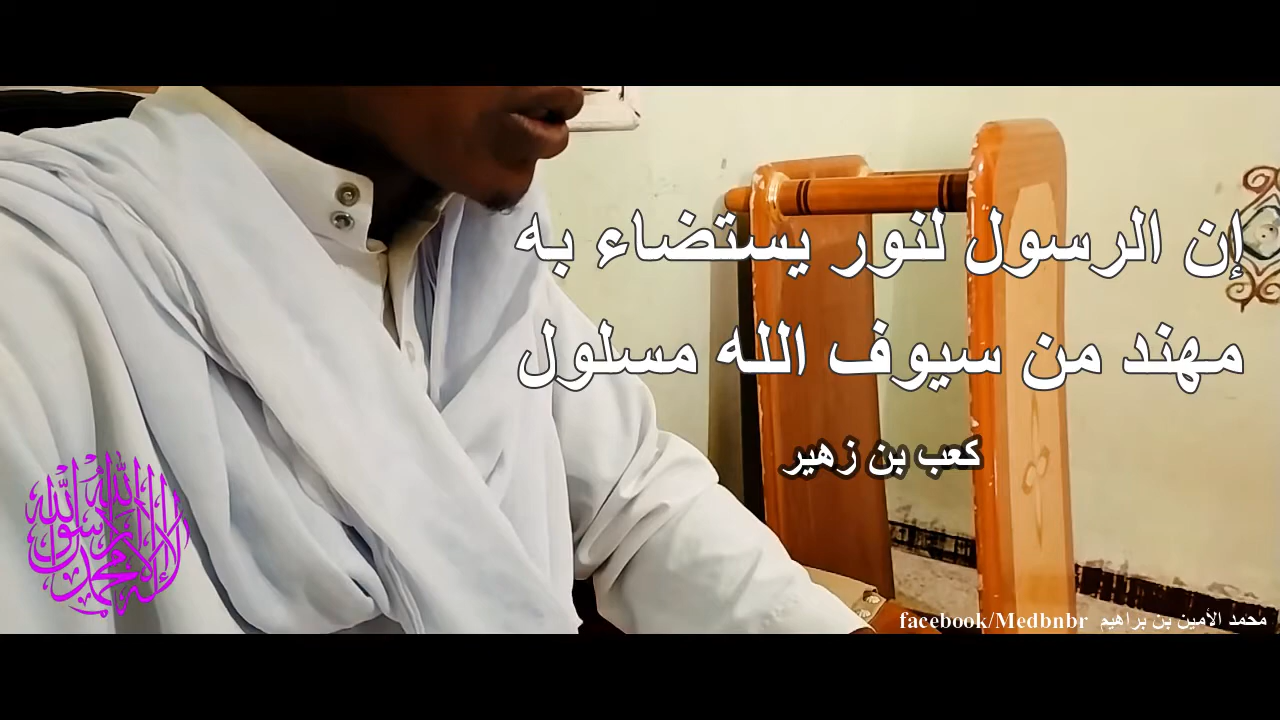 إن الرسول لنور يستضاء به
مهند من سيوف الله مسلول
كعب بن زهير
لا إله إلا الله محمد رسول الله
محمد الأمين بن براهيم facebook/Medbnbr